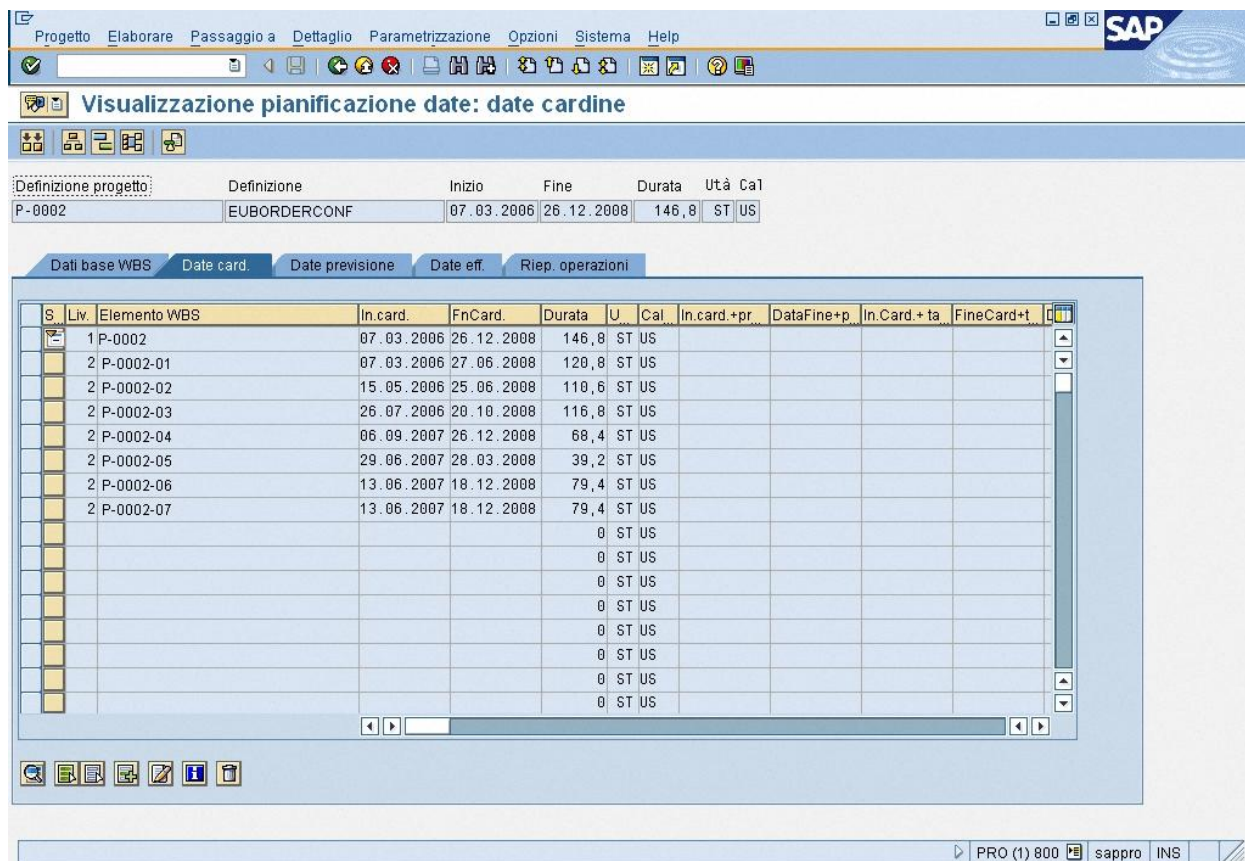 Progetto Elaborare Passaggio a Dettaglio Parametrizzazione Opzioni Sistema Help
SAP
Visualizzazione pianificazione date: date cardine
Definizione progetto Definizione Inizio Fine Durata Utà Cal
P-0002 EUBORDERCONF 07.03.2006 26.12.2008 146,8 ST US
Dati base WBS Date card. Date previsione Date eff. Riep. operazioni
S... Liv. Elemento WBS In.card. FnCard. Durata U... Cal In.card.+pr... DataFine+p... In.Card.+ ta... FineCard+t...
1 P-0002 07.03.2006 26.12.2008 146,8 ST US
2 P-0002-01 07.03.2006 27.06.2008 120,8 ST US
2 P-0002-02 15.05.2006 25.06.2008 110,6 ST US
2 P-0002-03 26.07.2006 20.10.2008 116,8 ST US
2 P-0002-04 06.09.2007 26.12.2008 68,4 ST US
2 P-0002-05 29.06.2007 28.03.2008 39,2 ST US
2 P-0002-06 13.06.2007 18.12.2008 79,4 ST US
2 P-0002-07 13.06.2007 18.12.2008 79,4 ST US
0 ST US
0 ST US
0 ST US
0 ST US
0 ST US
0 ST US
0 ST US
0 ST US
PRO (1) 800 sappro INS